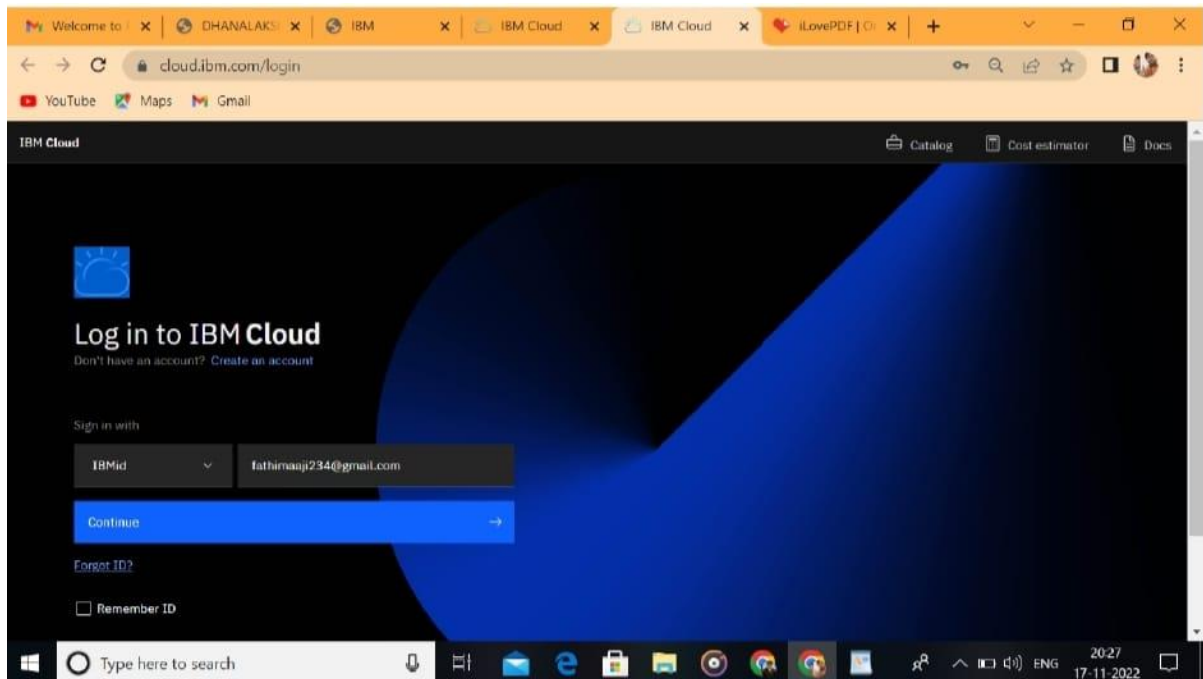 Welcome to DHANALAKS IBM IBM Cloud IBM Cloud iLovePDF | O
cloud.ibm.com/login
YouTube Maps Gmail
IBM Cloud Catalog Cost estimator Docs
Log in to IBM Cloud
Don't have an account? Create an account
Sign in with
IBMid fathimaaji234@gmail.com
Continue
Forgot ID?
Remember ID
Type here to search ENG 20:27
17-11-2022